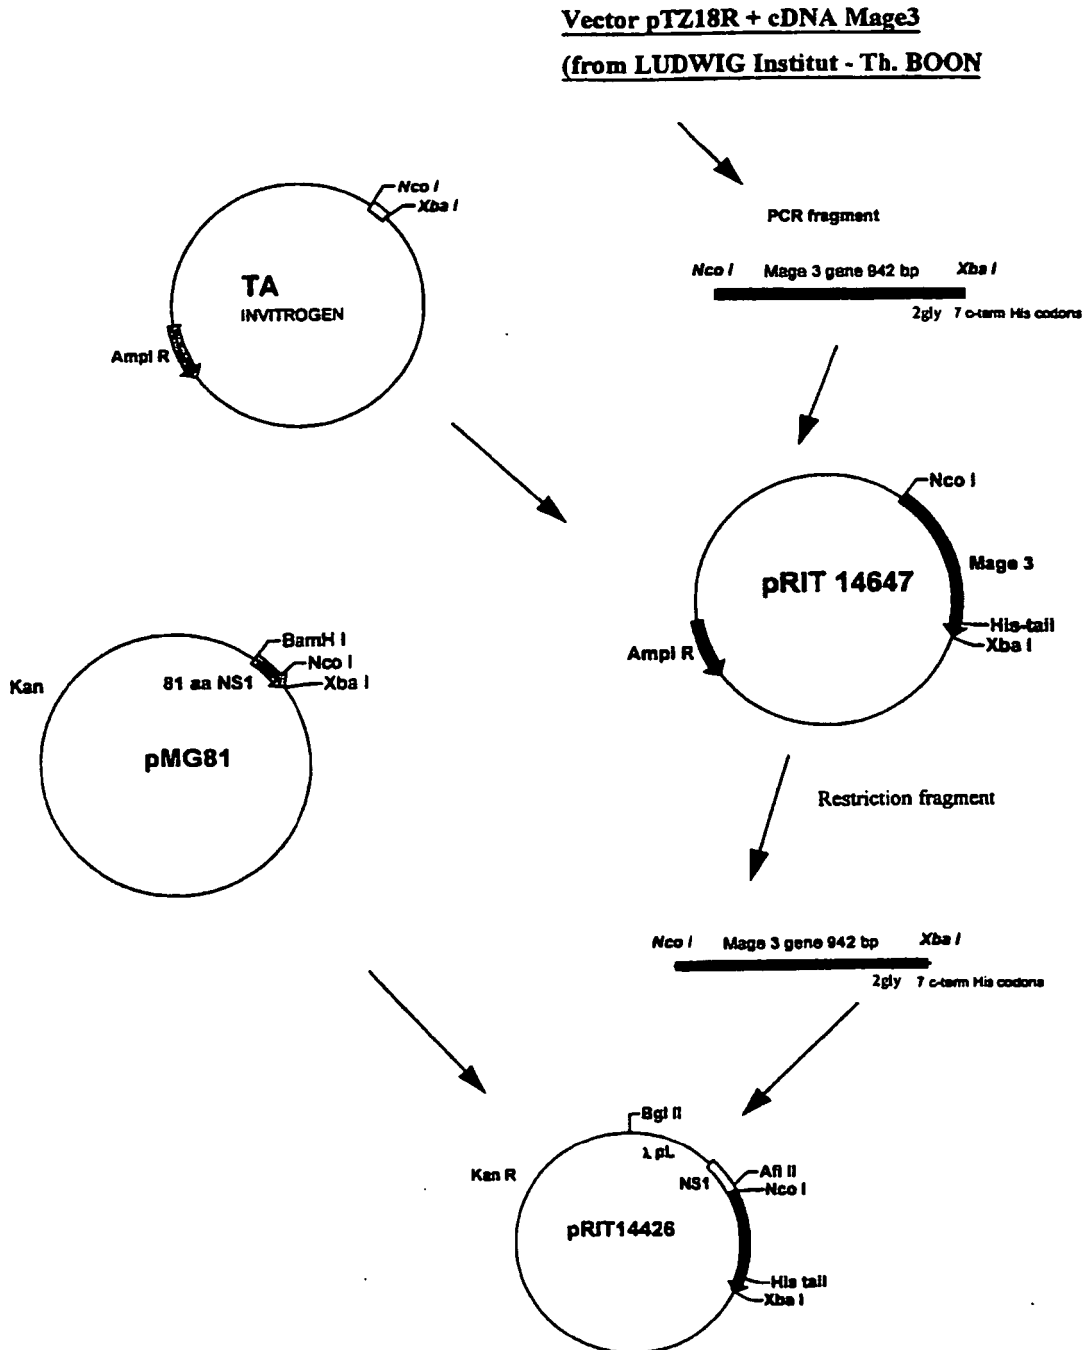 Vector pTZ18R + cDNA Mage3
(from LUDWIG Institut - Th. BOON
Nco I
Xba I
TA
INVITROGEN
Ampl R
PCR fragment
Nco I Mage 3 gene 942 bp Xba I
2gly 7 c-term His codons
Nco I
Mage 3
pRIT 14647
His-tail
Xba I
Ampl R
BamH I
Nco I
Xba I
Kan
81 aa NS1
pMG81
Restriction fragment
Nco I Mage 3 gene 942 bp Xba I
2gly 7 c-term His codons
Bgl II
λ pL
Kan R
NS1
Afl II
Nco I
pRIT14426
His tail
Xba I